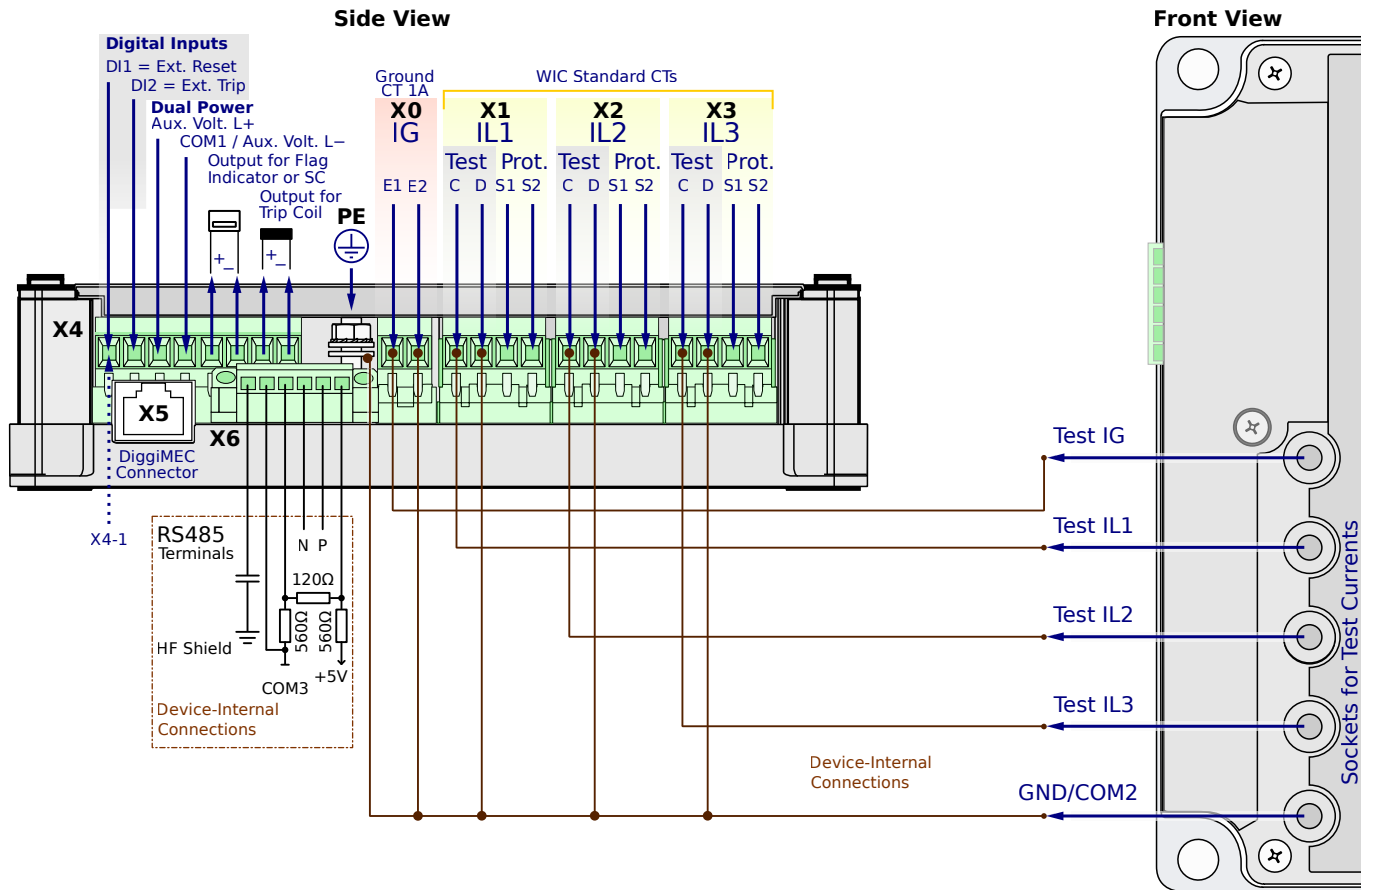 Side View
Front View
Digital Inputs
DI1 = Ext. Reset
DI2 = Ext. Trip
Dual Power
Aux. Volt. L+
COM1 / Aux. Volt. L−
Output for Flag
Indicator or SC
Output for
Trip Coil
+ −
+ −
PE
Ground
CT 1A
X0
IG
E1 E2
WIC Standard CTs
X1
IL1
Test Prot.
C D S1 S2
X2
IL2
Test Prot.
C D S1 S2
X3
IL3
Test Prot.
C D S1 S2
X4
X5
X6
DiggiMEC
Connector
X4-1
RS485
Terminals
N P
120Ω
560Ω
560Ω
HF Shield
+5V
COM3
Device-Internal
Connections
Test IG
Test IL1
Test IL2
Test IL3
GND/COM2
Device-Internal
Connections
Sockets for Test Currents